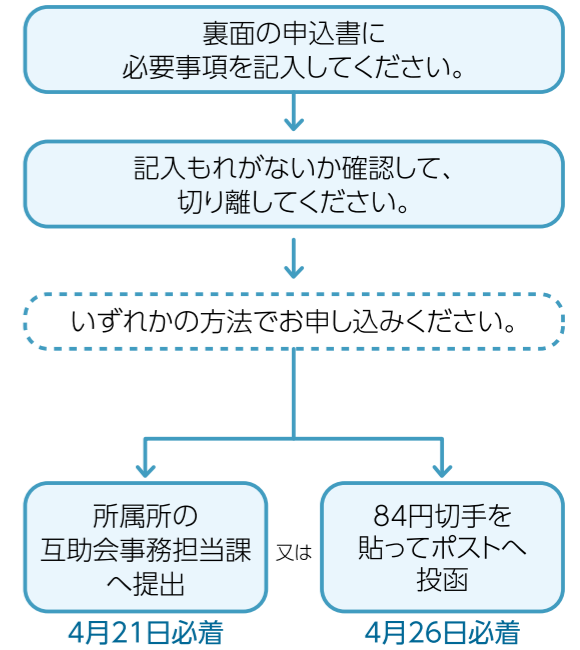 裏面の申込書に
必要事項を記入してください。
記入もれがないか確認して、
切り離してください。
いずれかの方法でお申し込みください。
所属所の
互助会事務担当課
へ提出
4月21日必着
又は
84円切手を
貼ってポストへ
投函
4月26日必着